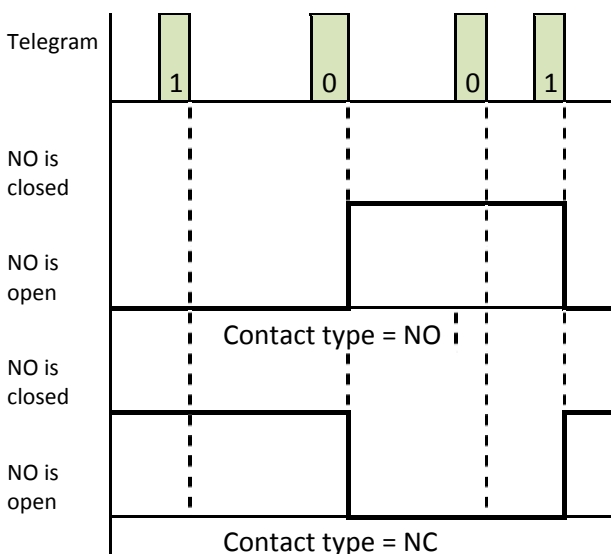 Telegram
1 0 0 1
NO is
closed
NO is
open
Contact type = NO
NO is
closed
NO is
open
Contact type = NC